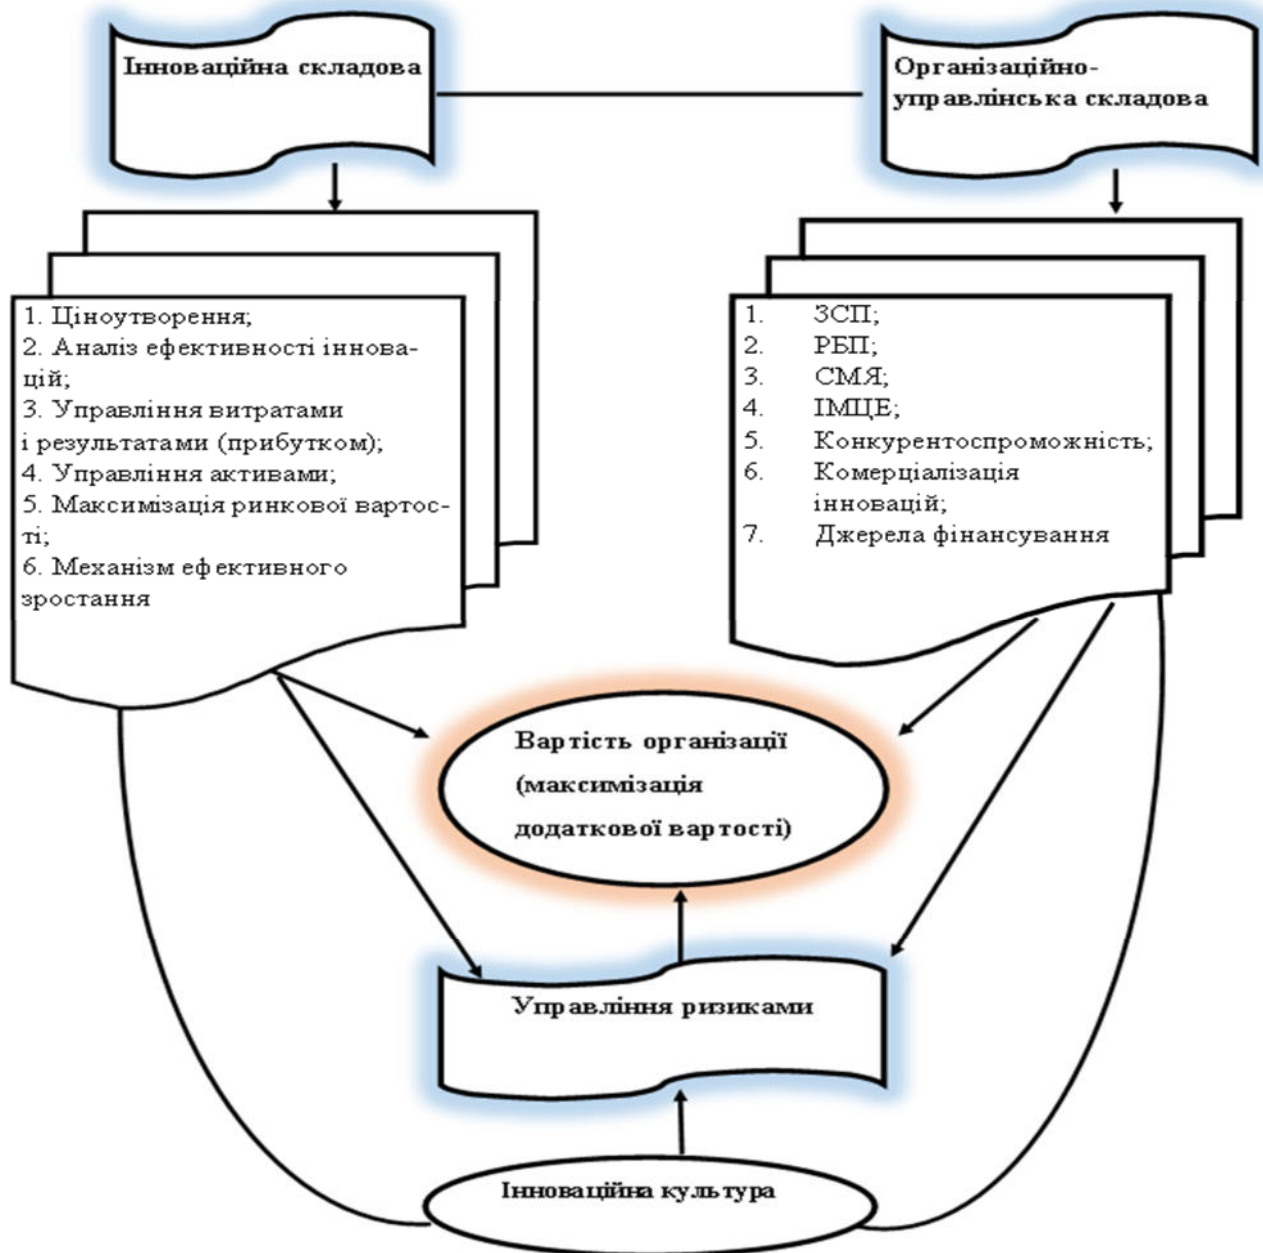 Інноваційна складова
Організаційно-
управлінська складова
1. Ціноутворення;
2. Аналіз ефективності іннова-
цій;
3. Управління витратами
і результатами (прибутком);
4. Управління активами;
5. Максимізація ринкової вартос-
ті;
6. Механізм ефективного
зростання
1. ЗСП;
2. РБП;
3. СМЯ;
4. ІМЦЕ;
5. Конкурентоспроможність;
6. Комерціалізація
інновацій;
7. Джерела фінансування
Вартість організації
(максимізація
додаткової вартості)
Управління ризиками
Інноваційна культура